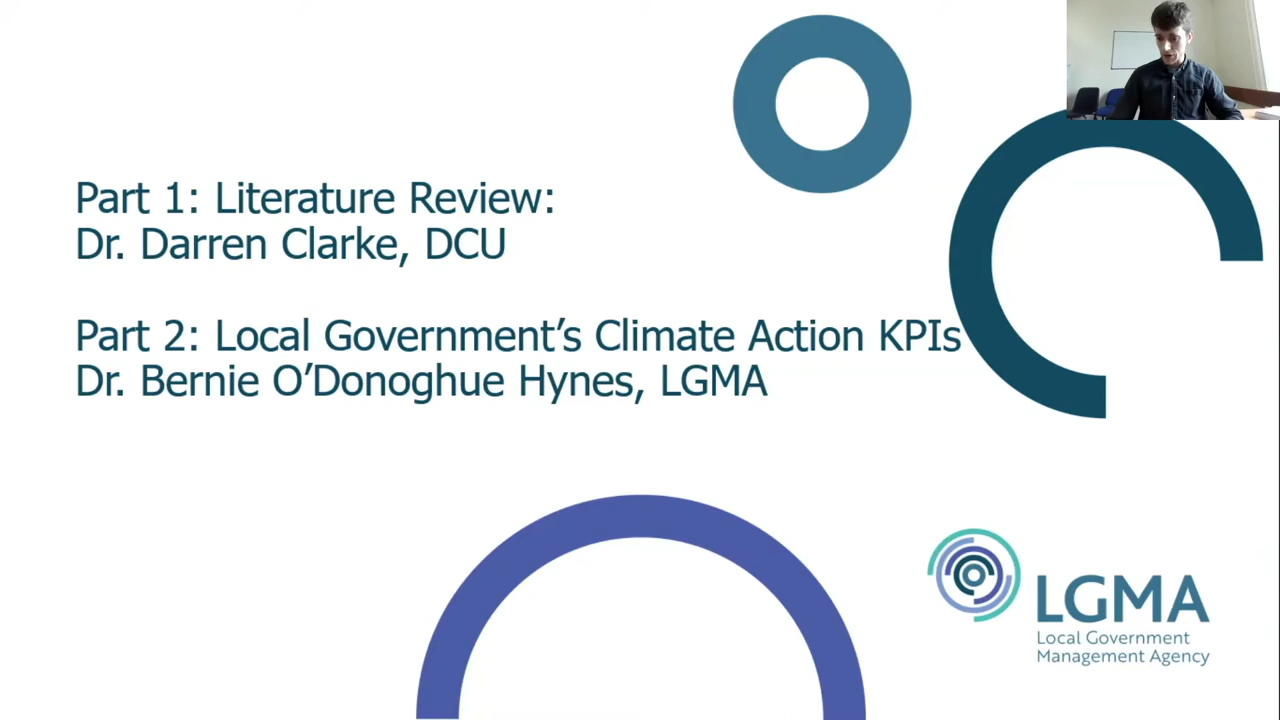 Part 1: Literature Review:
Dr. Darren Clarke, DCU
Part 2: Local Government’s Climate Action KPIs
Dr. Bernie O’Donoghue Hynes, LGMA
LGMA
Local Government
Management Agency